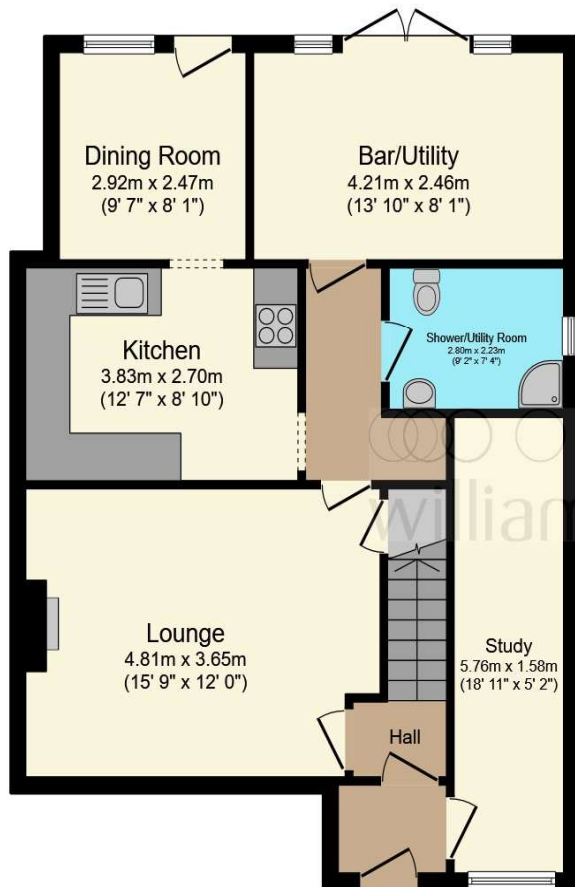 Dining Room
2.92m x 2.47m
(9' 7" x 8' 1")
Bar/Utility
4.21m x 2.46m
(13' 10" x 8' 1")
Kitchen
3.83m x 2.70m
(12' 7" x 8' 10")
Shower/Utility Room
2.80m x 2.23m
(9' 2" x 7' 4")
william
Lounge
4.81m x 3.65m
(15' 9" x 12' 0")
Study
5.76m x 1.58m
(18' 11" x 5' 2")
Hall